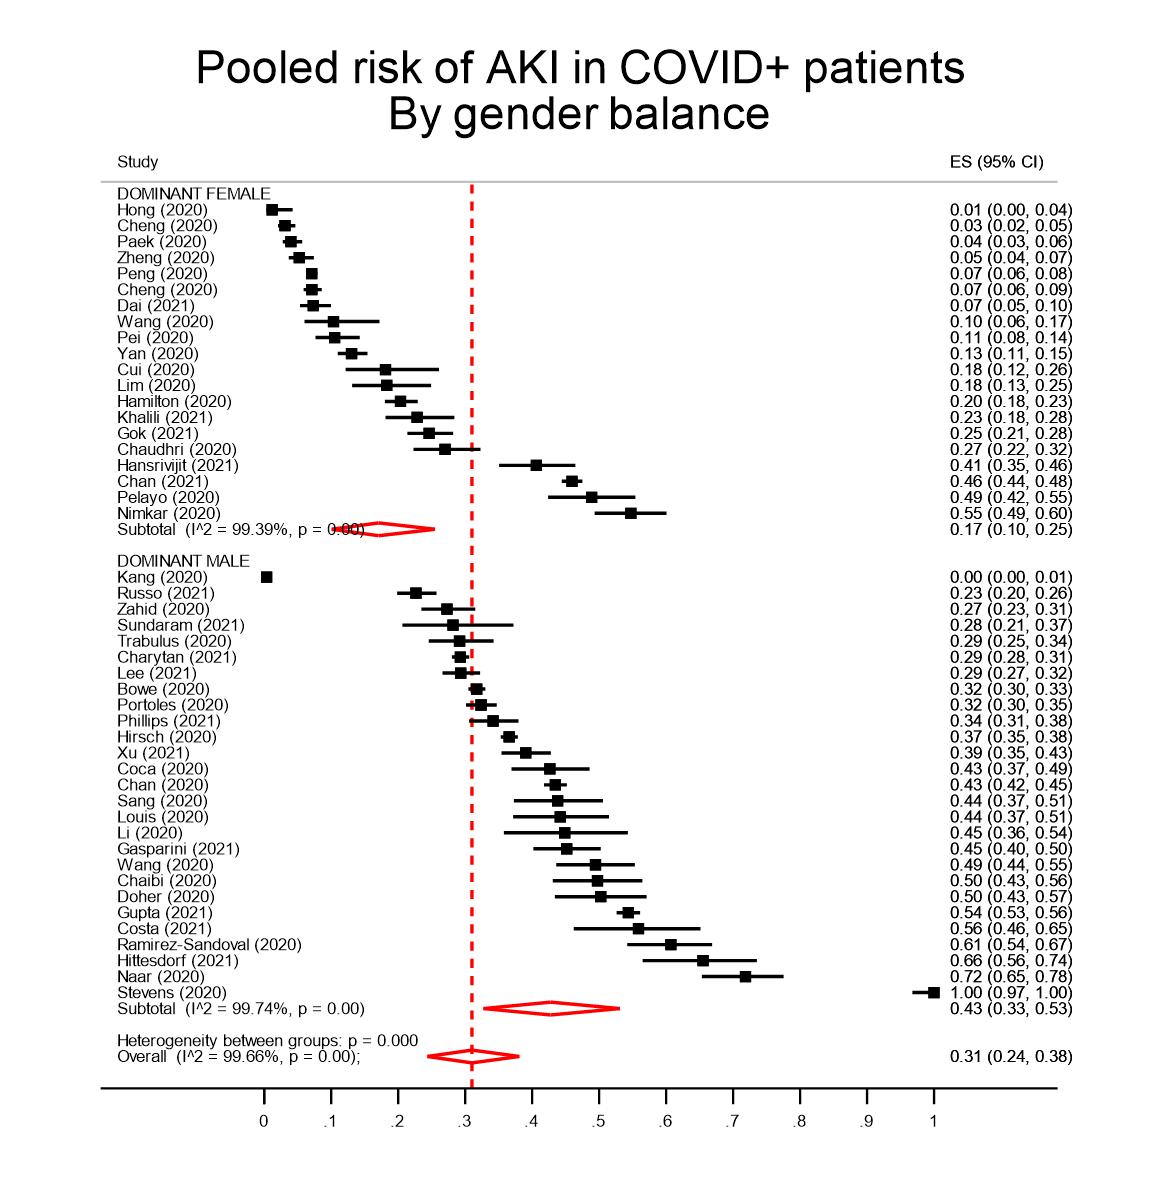 Pooled risk of AKI in COVID+ patients
By gender balance
Study ES (95% CI)
DOMINANT FEMALE
Hong (2020) 0.01 (0.00, 0.04)
Cheng (2020) 0.03 (0.02, 0.05)
Paek (2020) 0.04 (0.03, 0.06)
Zheng (2020) 0.05 (0.04, 0.07)
Peng (2020) 0.07 (0.06, 0.08)
Cheng (2020) 0.07 (0.06, 0.09)
Dai (2021) 0.07 (0.05, 0.10)
Wang (2020) 0.10 (0.06, 0.17)
Pei (2020) 0.11 (0.08, 0.14)
Yan (2020) 0.13 (0.11, 0.15)
Cui (2020) 0.18 (0.12, 0.26)
Lim (2020) 0.18 (0.13, 0.25)
Hamilton (2020) 0.20 (0.18, 0.23)
Khalili (2021) 0.23 (0.18, 0.28)
Gok (2021) 0.25 (0.21, 0.28)
Chaudhri (2020) 0.27 (0.22, 0.32)
Hansrivijit (2021) 0.41 (0.35, 0.46)
Chan (2021) 0.46 (0.44, 0.48)
Pelayo (2020) 0.49 (0.42, 0.55)
Nimkar (2020) 0.55 (0.49, 0.60)
Subtotal (I^2 = 99.39%, p = 0.00) 0.17 (0.10, 0.25)
DOMINANT MALE
Kang (2020) 0.00 (0.00, 0.01)
Russo (2021) 0.23 (0.20, 0.26)
Zahid (2020) 0.27 (0.23, 0.31)
Sundaram (2021) 0.28 (0.21, 0.37)
Trabulus (2020) 0.29 (0.25, 0.34)
Charytan (2021) 0.29 (0.28, 0.31)
Lee (2021) 0.29 (0.27, 0.32)
Bowe (2020) 0.32 (0.30, 0.33)
Portoles (2020) 0.32 (0.30, 0.35)
Phillips (2021) 0.34 (0.31, 0.38)
Hirsch (2020) 0.37 (0.35, 0.38)
Xu (2021) 0.39 (0.35, 0.43)
Coca (2020) 0.43 (0.37, 0.49)
Chan (2020) 0.43 (0.42, 0.45)
Sang (2020) 0.44 (0.37, 0.51)
Louis (2020) 0.44 (0.37, 0.51)
Li (2020) 0.45 (0.36, 0.54)
Gasparini (2021) 0.45 (0.40, 0.50)
Wang (2020) 0.49 (0.44, 0.55)
Chaibi (2020) 0.50 (0.43, 0.56)
Doher (2020) 0.50 (0.43, 0.57)
Gupta (2021) 0.54 (0.53, 0.56)
Costa (2021) 0.56 (0.46, 0.65)
Ramirez-Sandoval (2020) 0.61 (0.54, 0.67)
Hittesdorf (2021) 0.66 (0.56, 0.74)
Naar (2020) 0.72 (0.65, 0.78)
Stevens (2020) 1.00 (0.97, 1.00)
Subtotal (I^2 = 99.74%, p = 0.00) 0.43 (0.33, 0.53)
Heterogeneity between groups: p = 0.000
Overall (I^2 = 99.66%, p = 0.00); 0.31 (0.24, 0.38)
0 .1 .2 .3 .4 .5 .6 .7 .8 .9 1